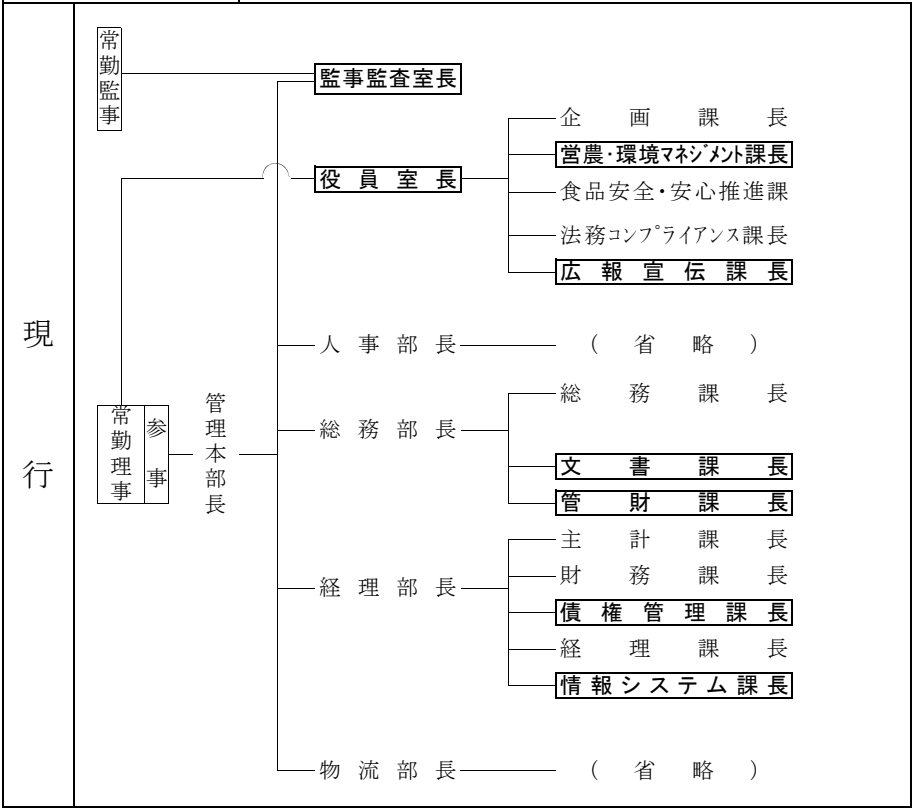 現行
常勤監事
監事監査室長
企画課長
営農・環境マネジメント課長
役員室長
食品安全・安心推進課
法務コンプライアンス課長
広報宣伝課長
人事部長
(省略)
常勤理事
参事
管理本部長
総務部長
総務課長
文書課長
管財課長
経理部長
主計課長
財務課長
債権管理課長
経理課長
情報システム課長
物流部長
(省略)